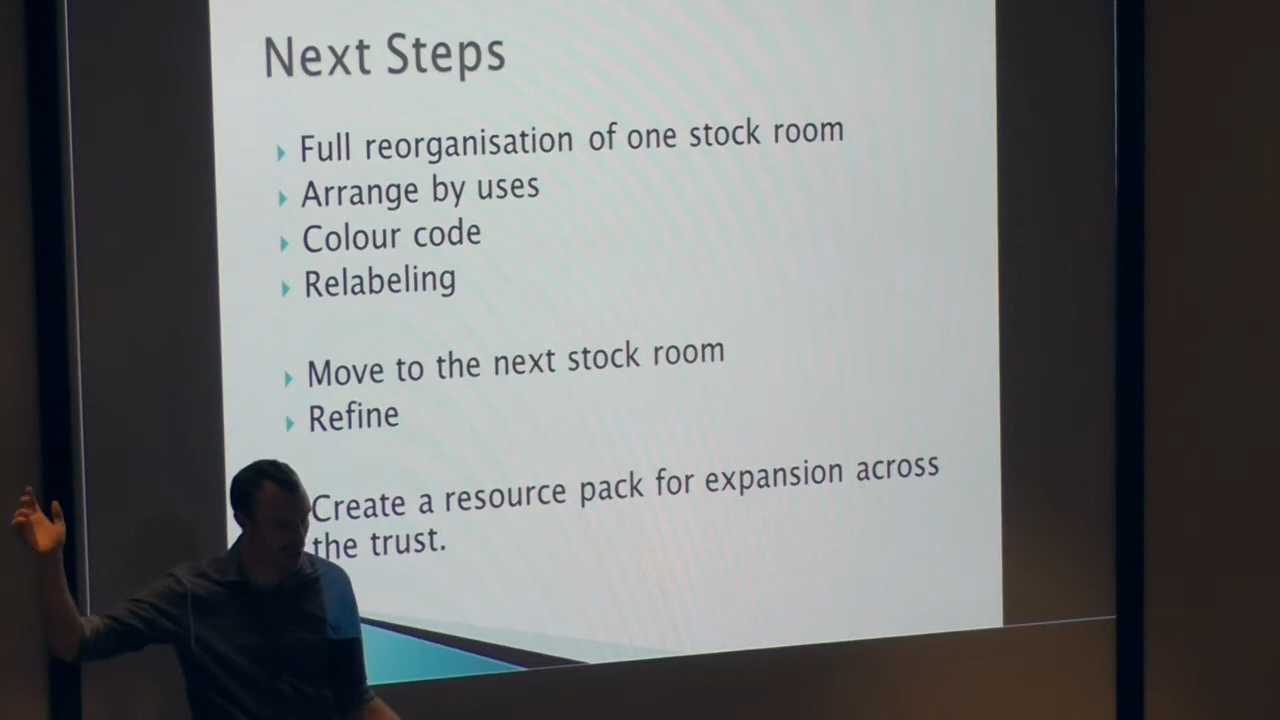 Next Steps
Full reorganisation of one stock room
Arrange by uses
Colour code
Relabeling
Move to the next stock room
Refine
Create a resource pack for expansion across
the trust.